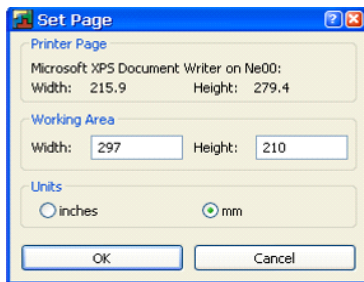 Set Page
Printer Page
Microsoft XPS Document Writer on Ne00:
Width: 215.9 Height: 279.4
Working Area
Width: 297 Height: 210
Units
inches mm
OK Cancel